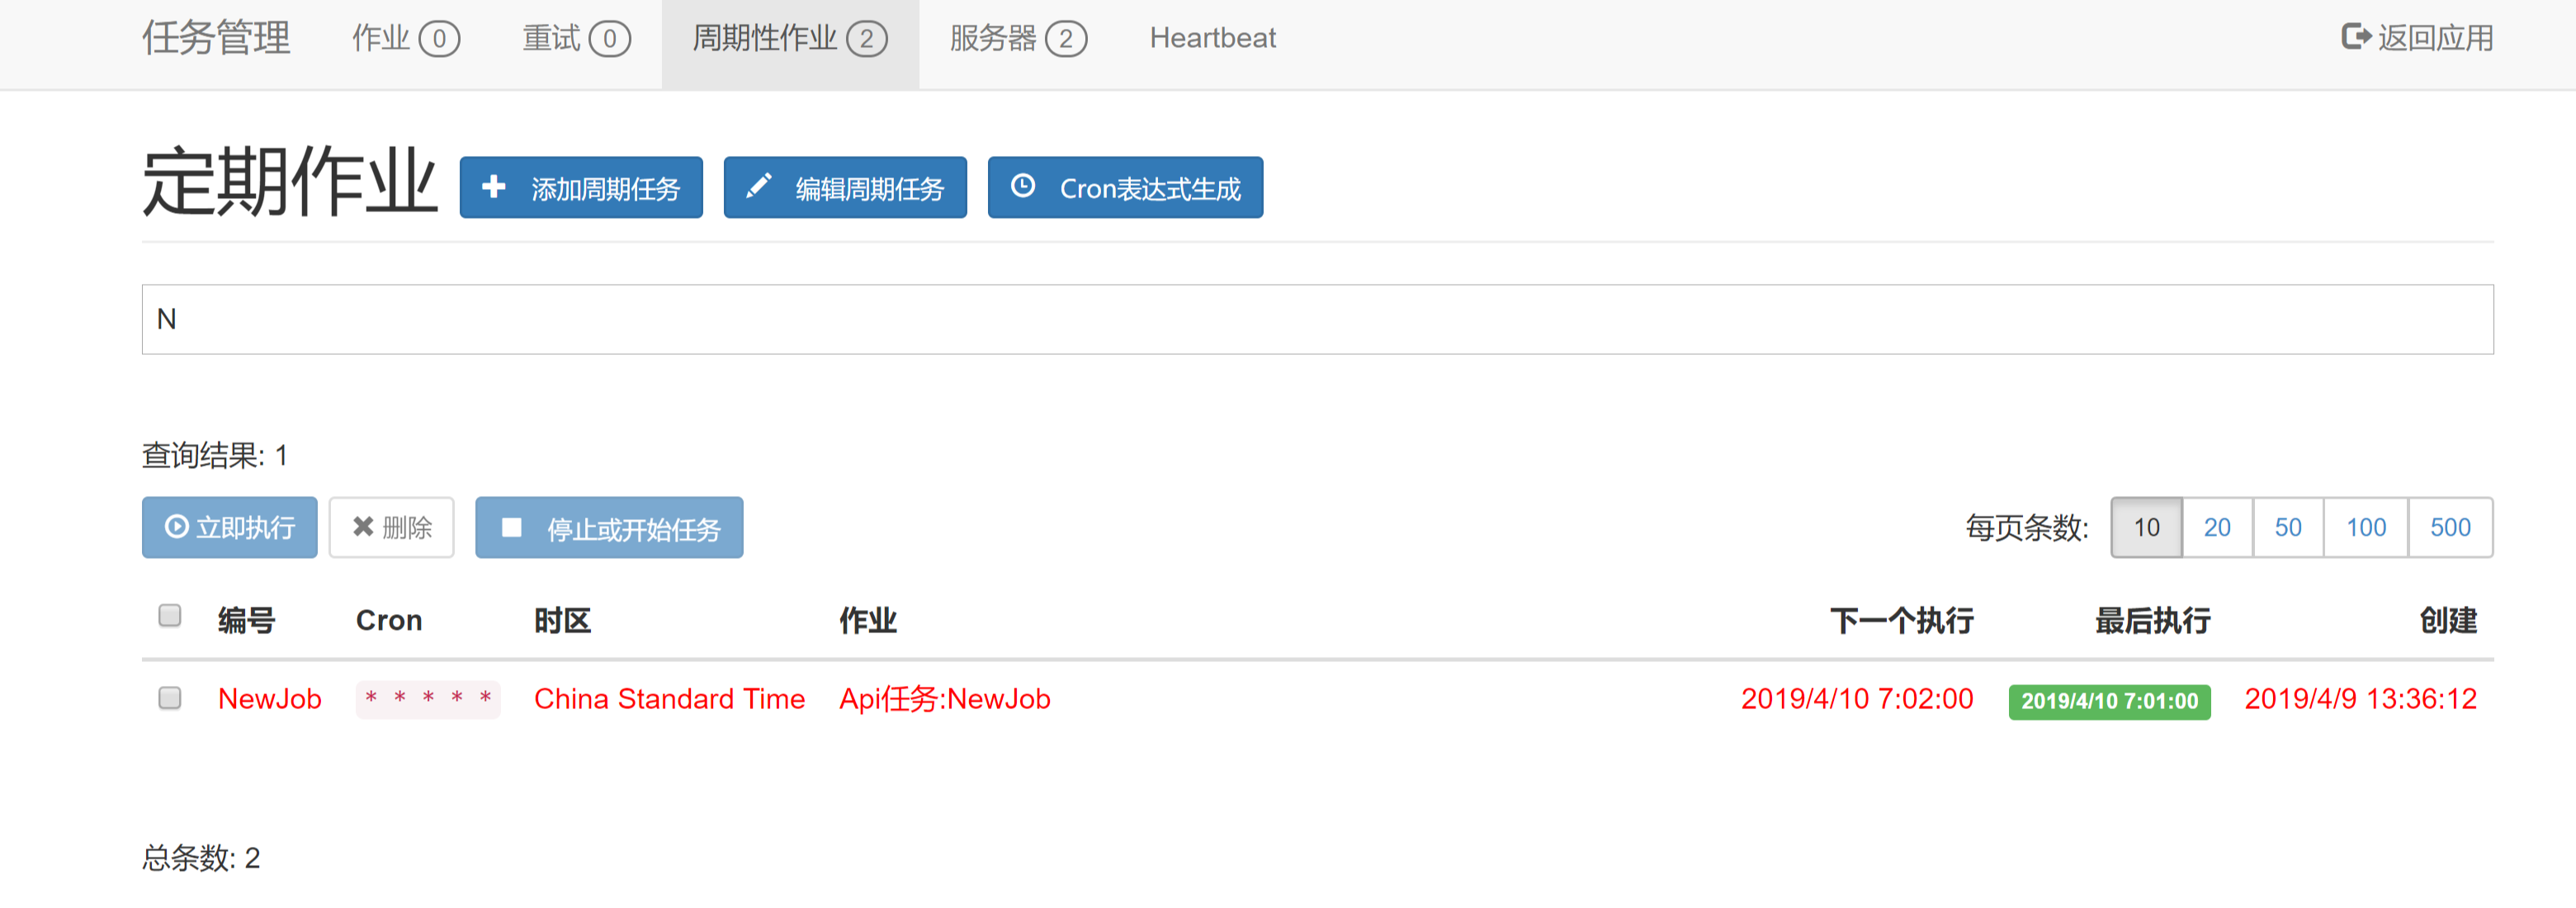 任务管理 作业 0 重试 0 周期性作业 2 服务器 2 Heartbeat 返回应用
定期作业 添加周期任务 编辑周期任务 Cron表达式生成
N
查询结果: 1
立即执行 删除 停止或开始任务 每页条数: 10 20 50 100 500
编号 Cron 时区 作业 下一个执行 最后执行 创建
NewJob * * * * * China Standard Time Api任务:NewJob 2019/4/10 7:02:00 2019/4/10 7:01:00 2019/4/9 13:36:12
总条数: 2